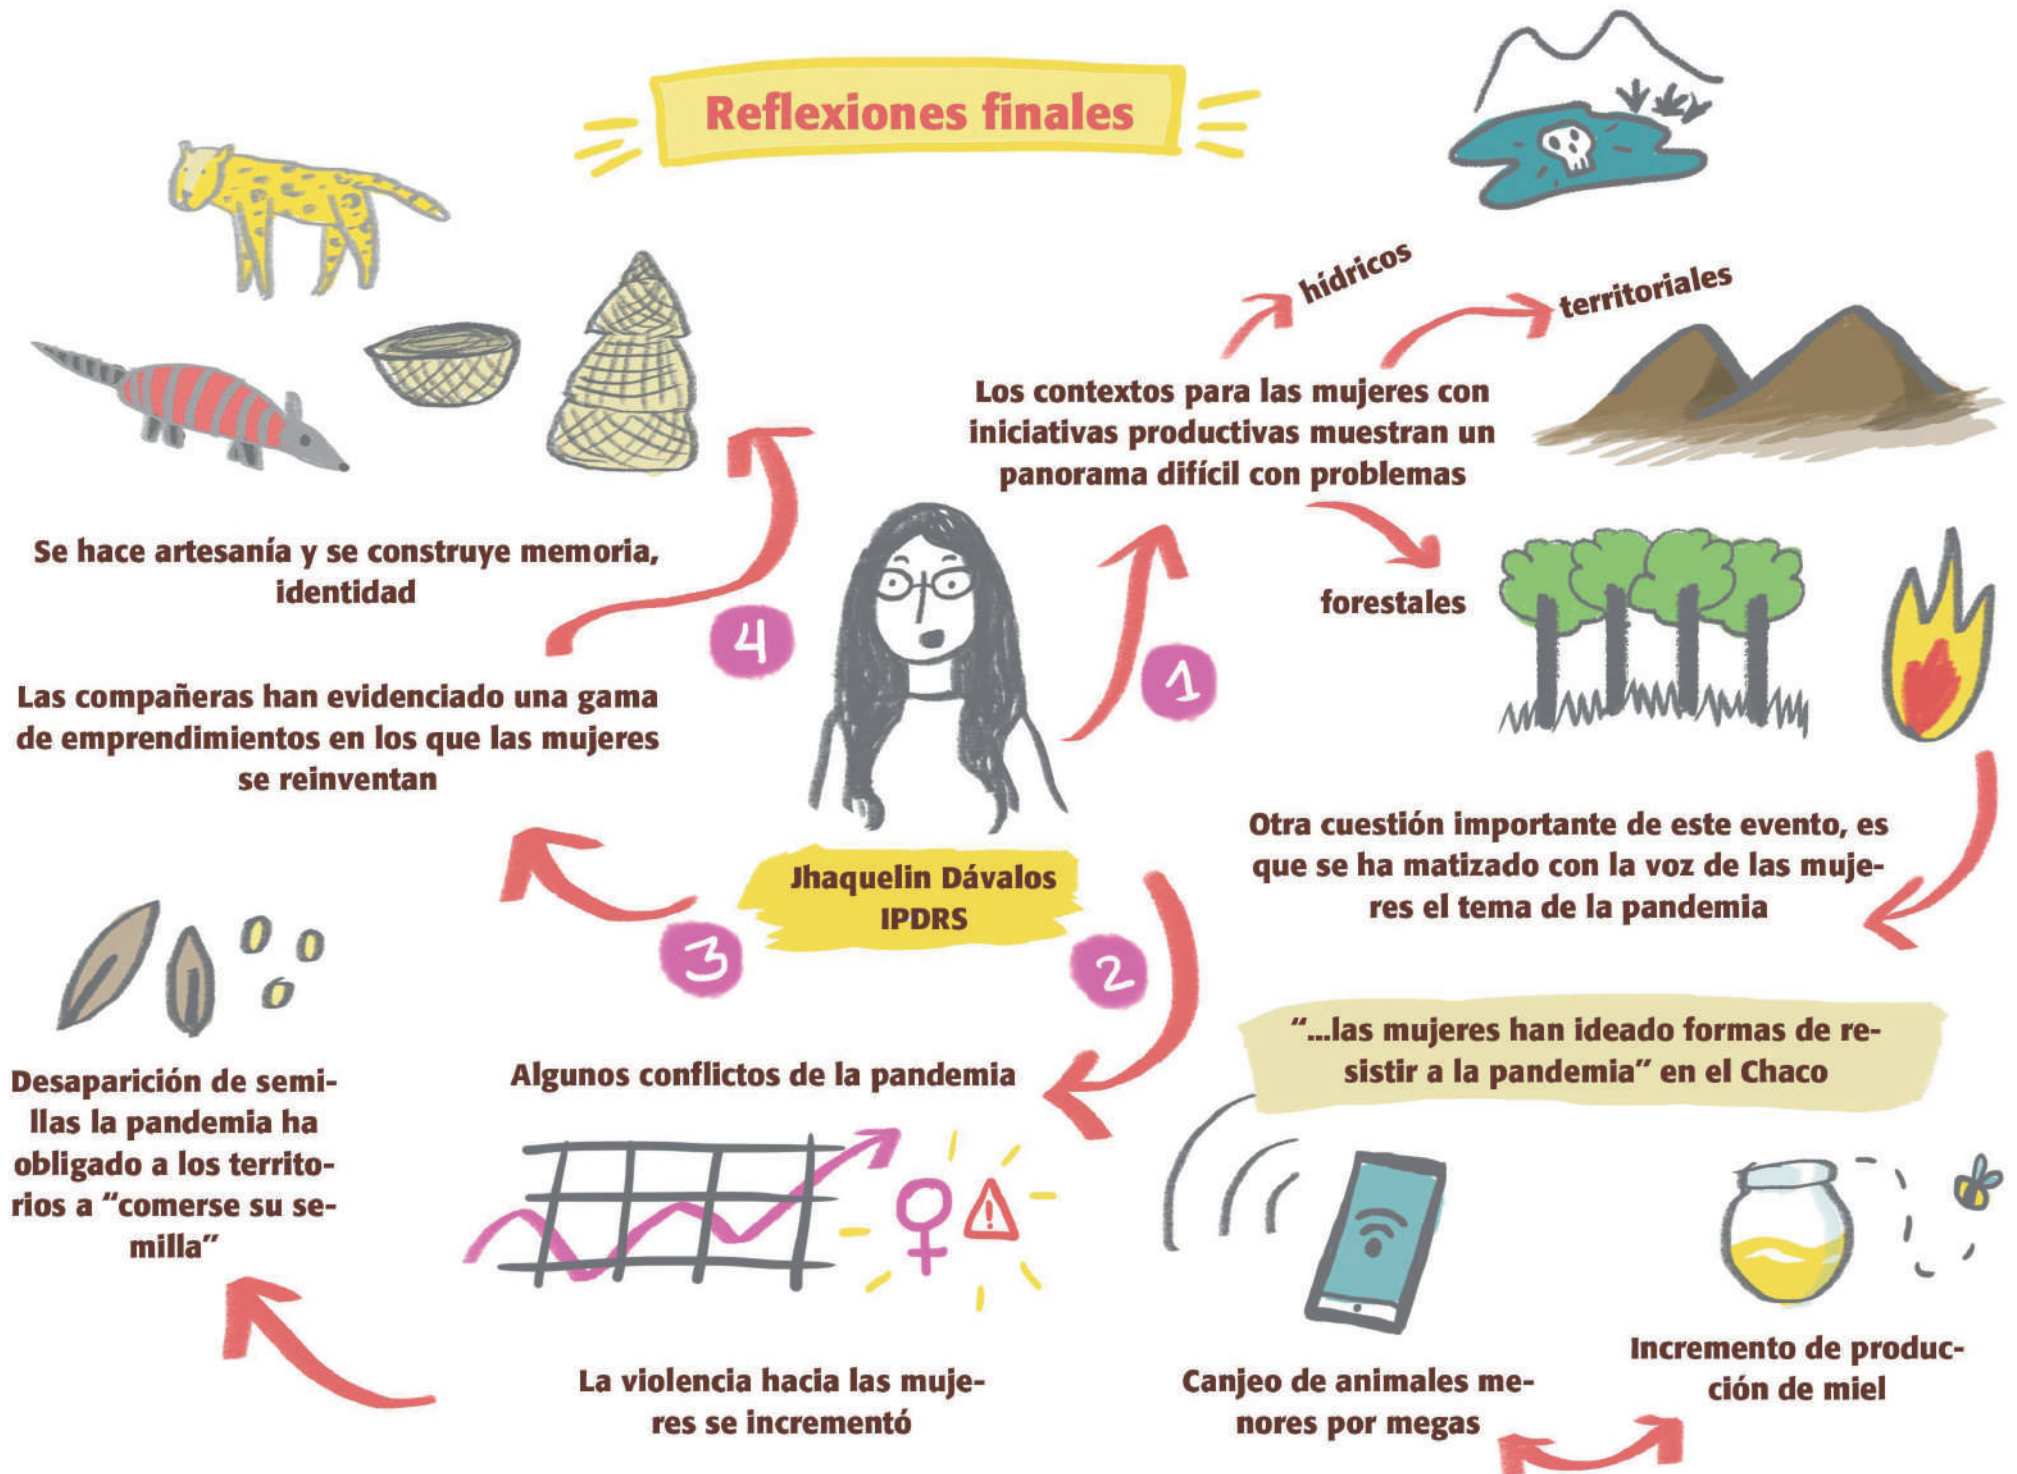 Reflexiones finales
hídricos
territoriales
Los contextos para las mujeres con
iniciativas productivas muestran un
panorama difícil con problemas
forestales
1
Otra cuestión importante de este evento, es
que se ha matizado con la voz de las muje-
res el tema de la pandemia
"...las mujeres han ideado formas de re-
sistir a la pandemia" en el Chaco
Canjeo de animales me-
nores por megas
Incremento de produc-
ción de miel
Jhaquelin Dávalos
IPDRS
2
Algunos conflictos de la pandemia
La violencia hacia las muje-
res se incrementó
Desaparición de semi-
llas la pandemia ha
obligado a los territo-
rios a "comerse su se-
milla"
3
Las compañeras han evidenciado una gama
de emprendimientos en los que las mujeres
se reinventan
4
Se hace artesanía y se construye memoria,
identidad